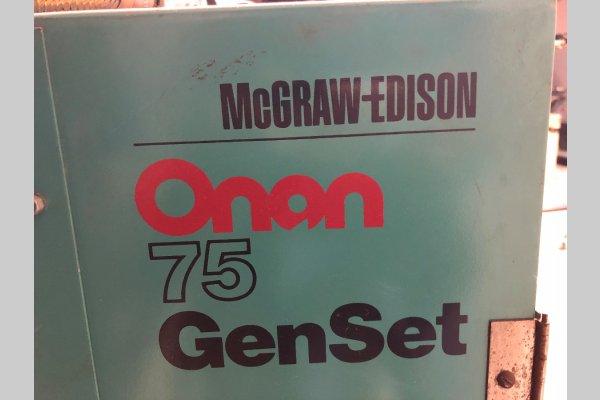 McGRAW-EDISON
Onan
75
GenSet